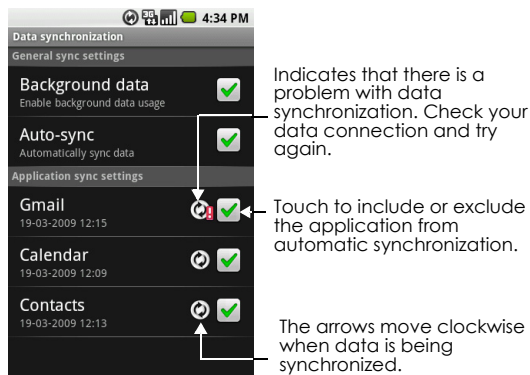 3G
4:34 PM
Data synchronization
General sync settings
Background data
Enable background data usage
Auto-sync
Automatically sync data
Application sync settings
Gmail
19-03-2009 12:15
Calendar
19-03-2009 12:09
Contacts
19-03-2009 12:13
Indicates that there is a
problem with data
synchronization. Check your
data connection and try
again.
Touch to include or exclude
the application from
automatic synchronization.
The arrows move clockwise
when data is being
synchronized.